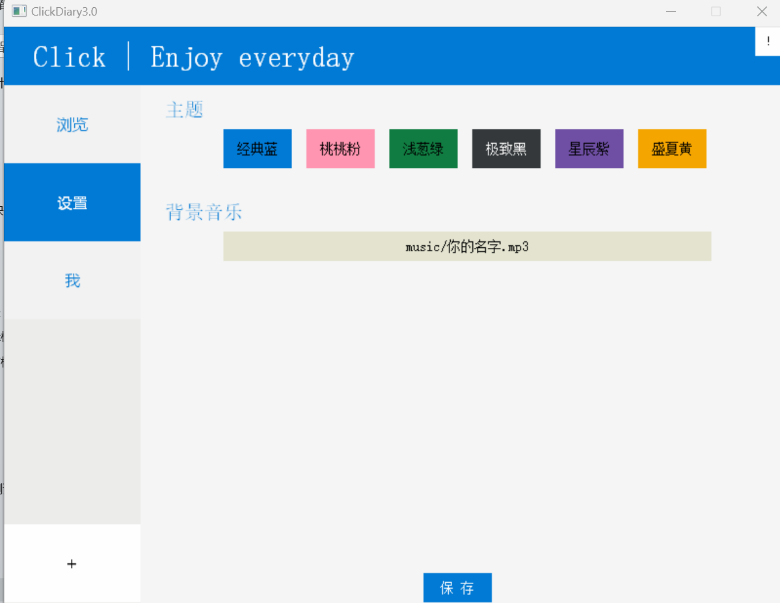 ClickDiary3.0
Click | Enjoy everyday
!
浏览
设置
我
+
主题
经典蓝 桃桃粉 浅葱绿 极致黑 星辰紫 盛夏黄
背景音乐
music/你的名字.mp3
保 存